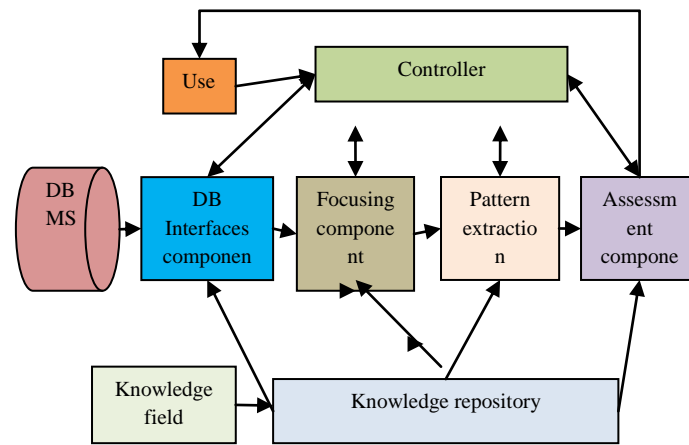 Use
Controller
DB
MS
DB
Interfaces
componen
Focusing
compone
nt
Pattern
extractio
n
Assessm
ent
compone
Knowledge
field
Knowledge repository